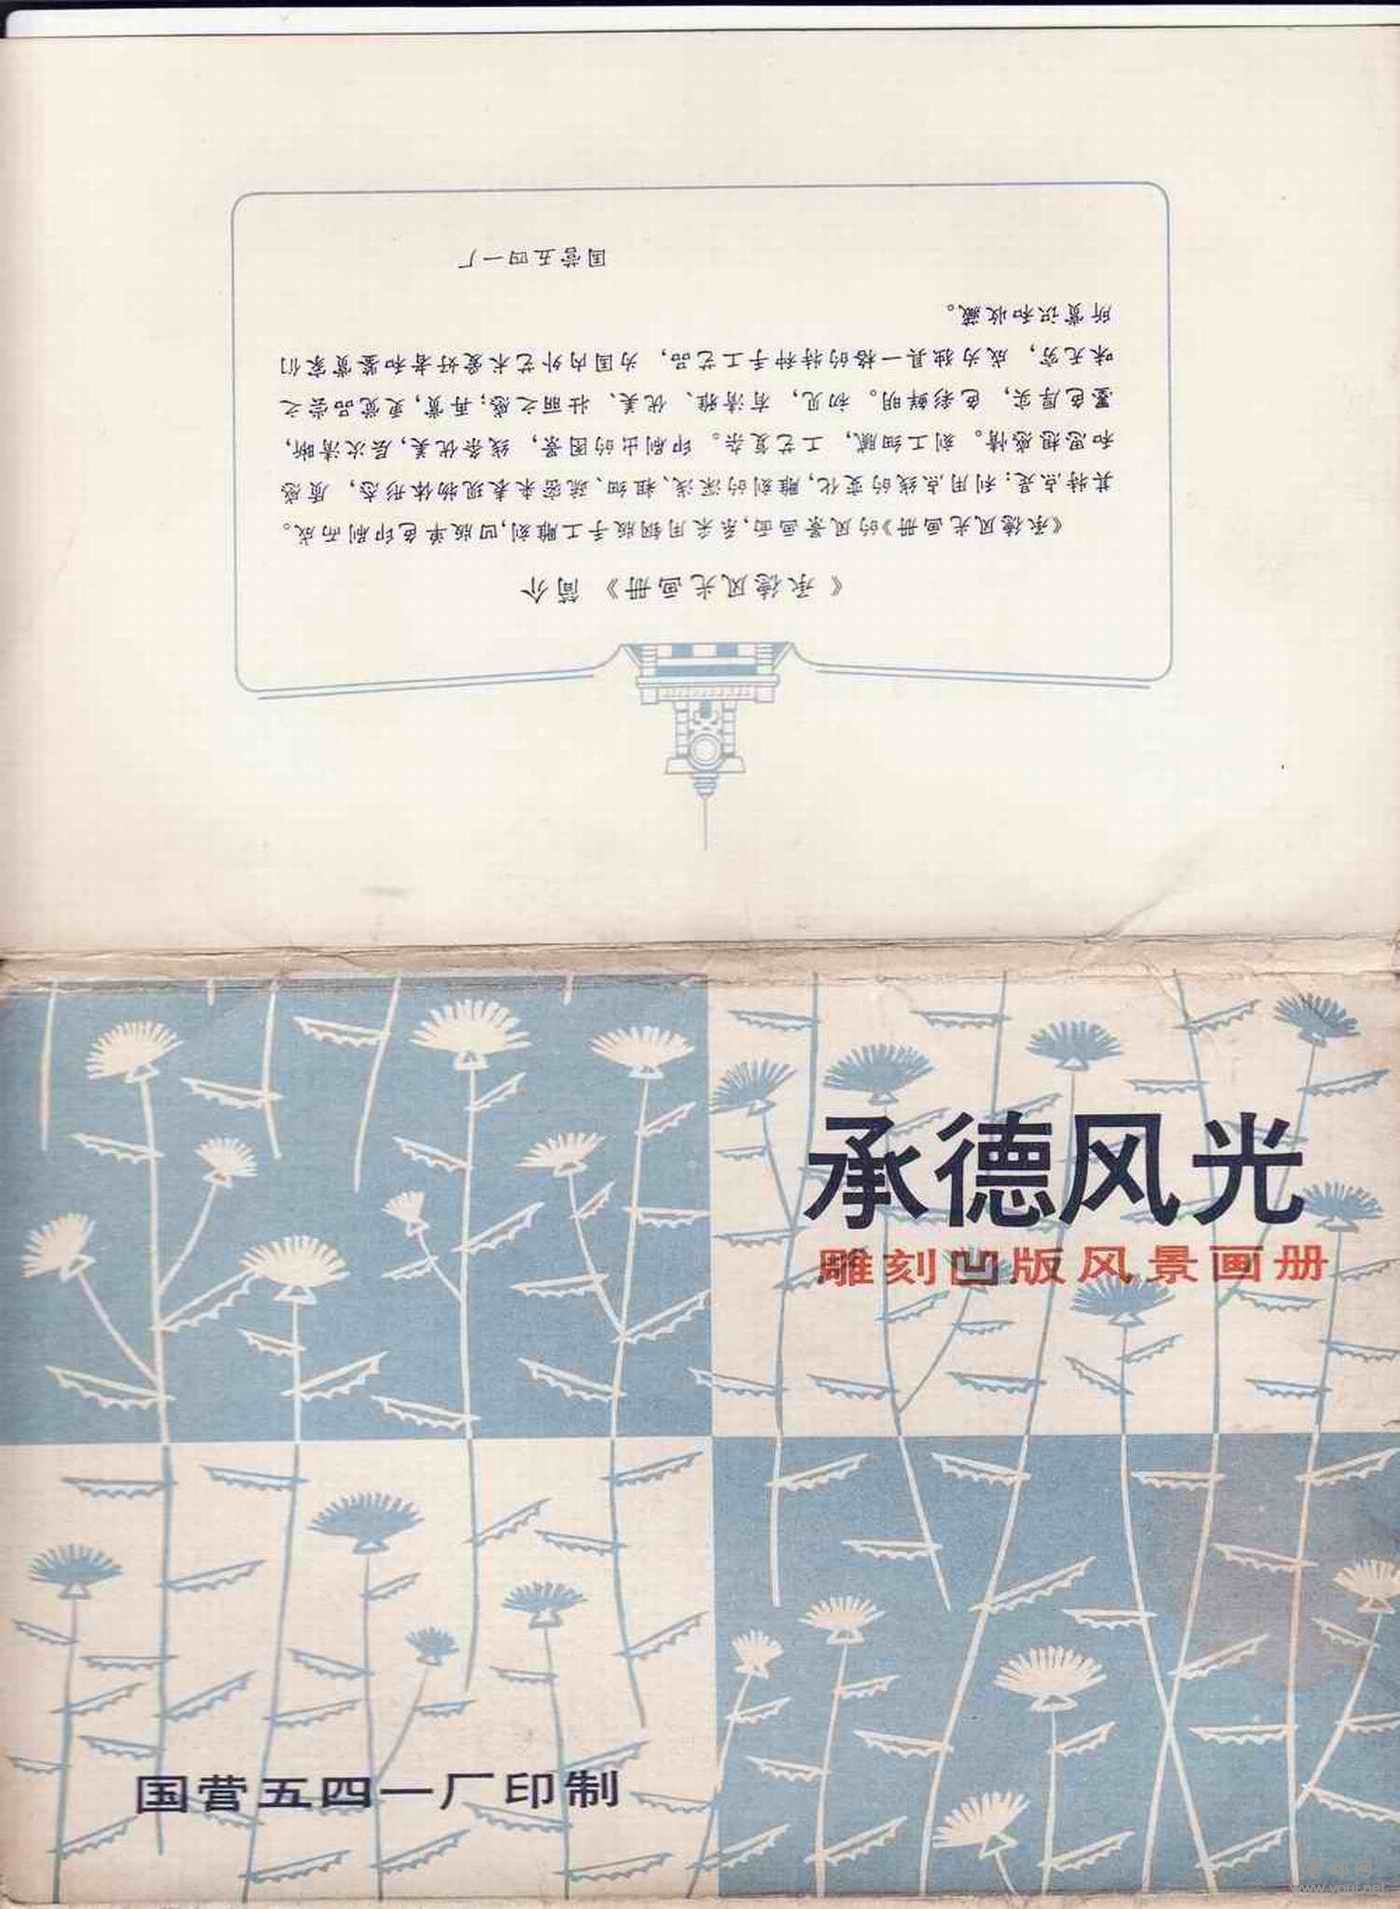 《承德风光画册》简介
《承德风光画册》的风景画面,系采用钢版手工雕刻,凹版单色印刷而成。
其特点是:利用点线的变化,雕刻的深浅、粗细、疏密来表现物体形态,质感
和思想感情。刻工细腻,工艺复杂。印刷出的图景,线条优美,层次清晰,
墨色厚实,色彩鲜明。初见,有清雅、优美、壮丽之感;再赏,更觉品尝之
味无穷,成为独具一格的特种手工艺品,为国内外艺术爱好者和鉴赏家们
所赏识和收藏。
国营五四一厂
承德风光
雕刻凹版风景画册
国营五四一厂印制